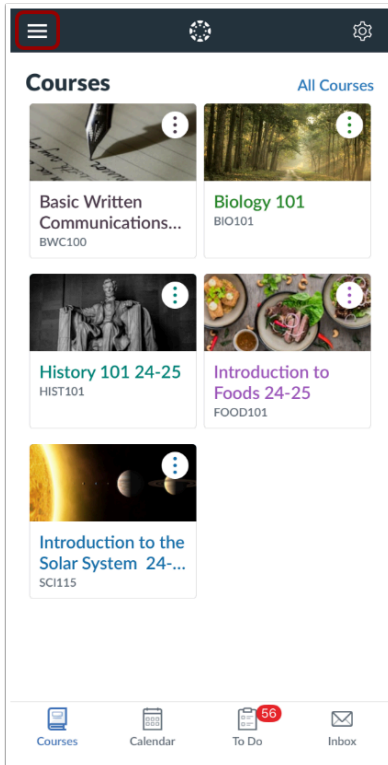 Courses
All Courses
Basic Written
Communications...
BWC100
Biology 101
BIO101
History 101 24-25
HIST101
Introduction to
Foods 24-25
FOOD101
Introduction to the
Solar System 24-...
SCI115
56
Courses
Calendar
To Do
Inbox